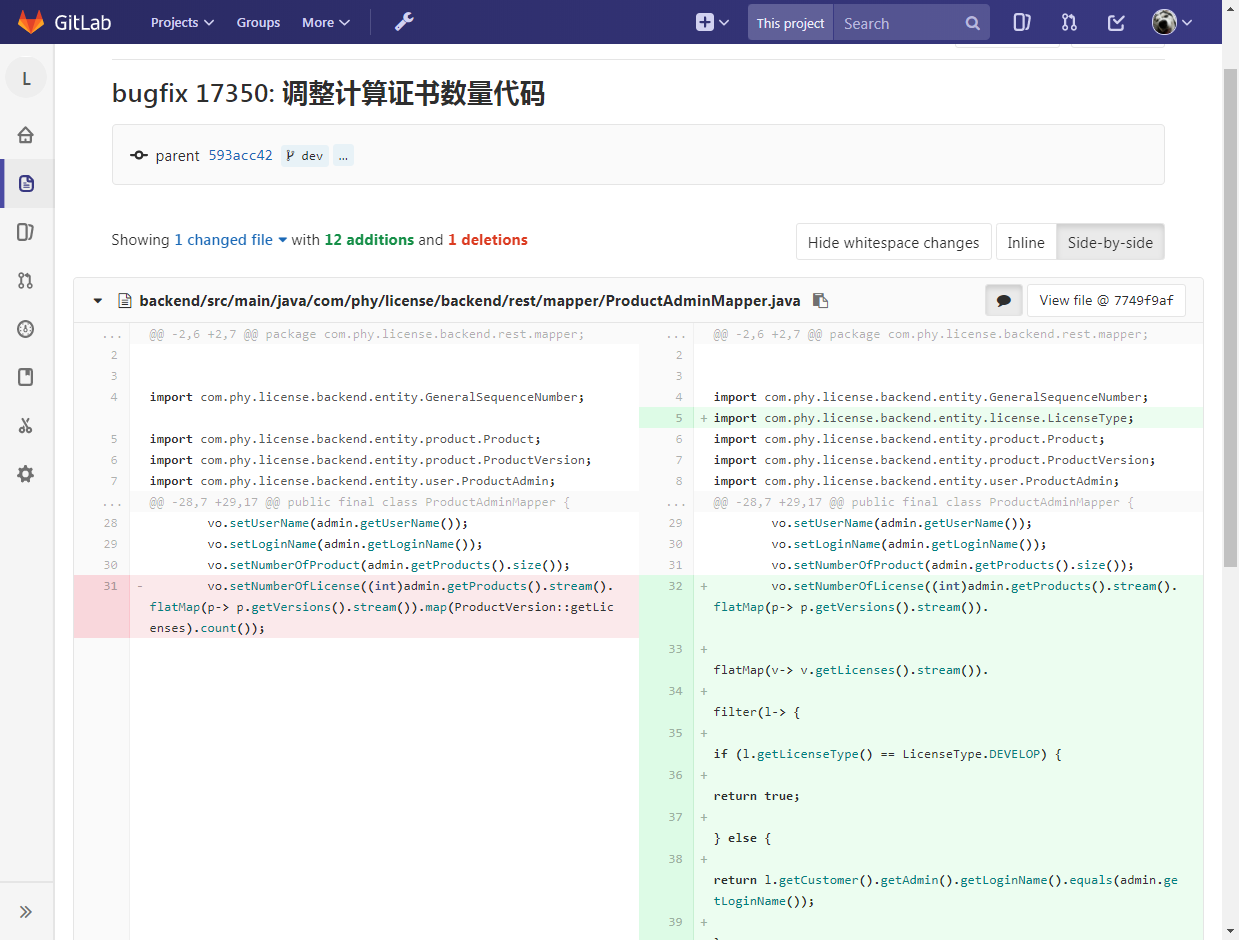 GitLab Projects Groups More This project Search
L
bugfix 17350: 调整计算证书数量代码
parent 593acc42 dev ...
Showing 1 changed file with 12 additions and 1 deletions
Hide whitespace changes Inline Side-by-side
backend/src/main/java/com/phy/license/backend/rest/mapper/ProductAdminMapper.java View file @ 7749f9af
... @@ -2,6 +2,7 @@ package com.phy.license.backend.rest.mapper; ... @@ -2,6 +2,7 @@ package com.phy.license.backend.rest.mapper;
2 2
3 3
4 import com.phy.license.backend.entity.GeneralSequenceNumber; 4 import com.phy.license.backend.entity.GeneralSequenceNumber;
5 + import com.phy.license.backend.entity.license.LicenseType;
5 import com.phy.license.backend.entity.product.Product; 6 import com.phy.license.backend.entity.product.Product;
6 import com.phy.license.backend.entity.product.ProductVersion; 7 import com.phy.license.backend.entity.product.ProductVersion;
7 import com.phy.license.backend.entity.user.ProductAdmin; 8 import com.phy.license.backend.entity.user.ProductAdmin;
... @@ -28,7 +29,17 @@ public final class ProductAdminMapper { ... @@ -28,7 +29,17 @@ public final class ProductAdminMapper {
28 vo.setUserName(admin.getUserName()); 29 vo.setUserName(admin.getUserName());
29 vo.setLoginName(admin.getLoginName()); 30 vo.setLoginName(admin.getLoginName());
30 vo.setNumberOfProduct(admin.getProducts().size()); 31 vo.setNumberOfProduct(admin.getProducts().size());
31 - vo.setNumberOfLicense((int)admin.getProducts().stream(). 32 + vo.setNumberOfLicense((int)admin.getProducts().stream().
flatMap(p-> p.getVersions().stream()).map(ProductVersion::getLic flatMap(p-> p.getVersions().stream()).
enses).count());
33 +
flatMap(v-> v.getLicenses().stream()).
34 +
filter(l-> {
35 +
if (l.getLicenseType() == LicenseType.DEVELOP) {
36 +
return true;
37 +
} else {
38 +
return l.getCustomer().getAdmin().getLoginName().equals(admin.ge
tLoginName());
39 +